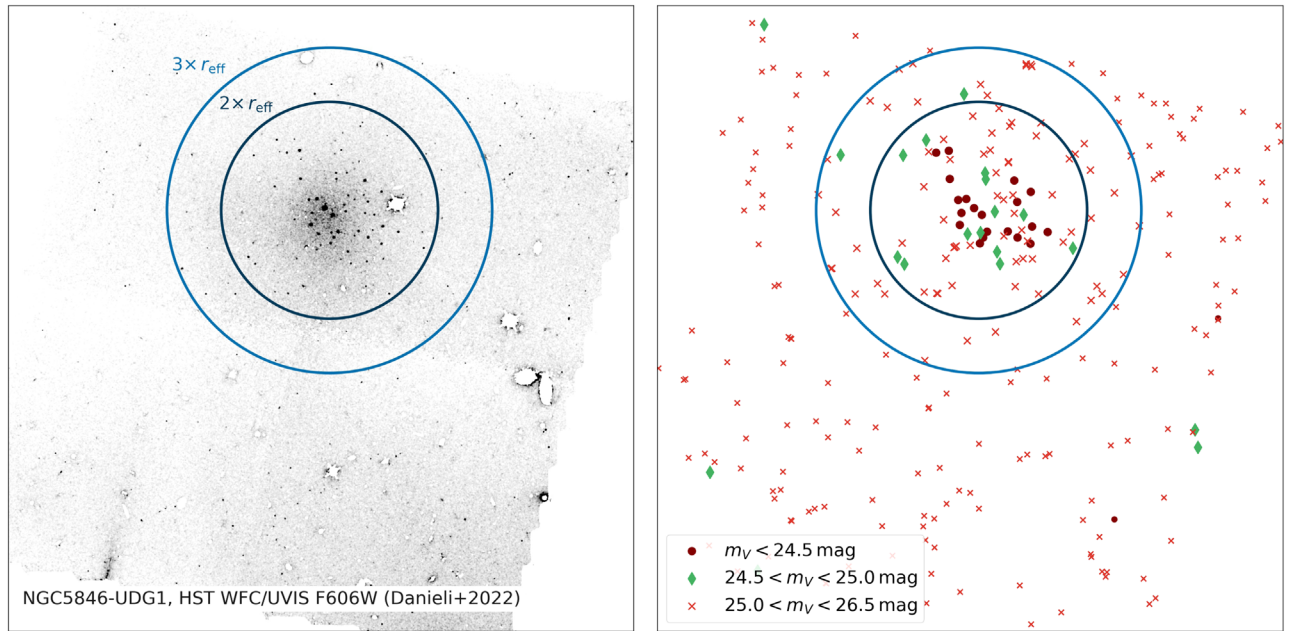 3× r_eff
2× r_eff
NGC5846-UDG1, HST WFC/UVIS F606W (Danieli+2022)
m_V < 24.5 mag
24.5 < m_V < 25.0 mag
25.0 < m_V < 26.5 mag